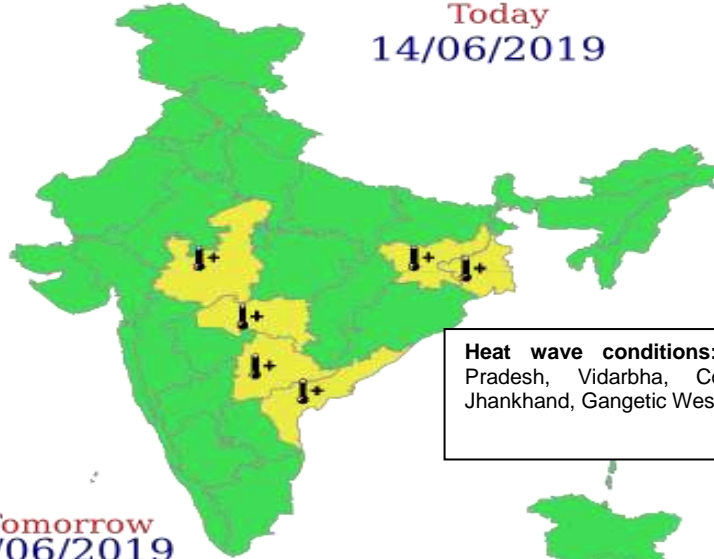 Today
14/06/2019
Heat wave conditions:
Pradesh, Vidarbha,
Jhankhand, Gangetic
omorrow
/06/2019